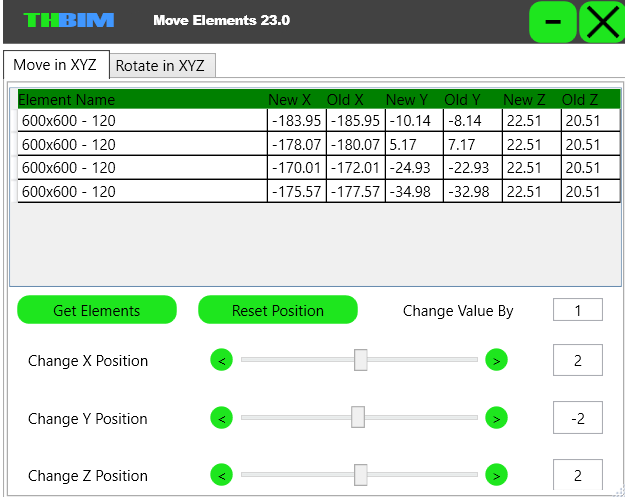 THBIM Move Elements 23.0
Move in XYZ Rotate in XYZ
Element Name New X Old X New Y Old Y New Z Old Z
600x600 - 120 -183.95 -185.95 -10.14 -8.14 22.51 20.51
600x600 - 120 -178.07 -180.07 5.17 7.17 22.51 20.51
600x600 - 120 -170.01 -172.01 -24.93 -22.93 22.51 20.51
600x600 - 120 -175.57 -177.57 -34.98 -32.98 22.51 20.51
Get Elements Reset Position Change Value By 1
Change X Position < > 2
Change Y Position < > -2
Change Z Position < > 2